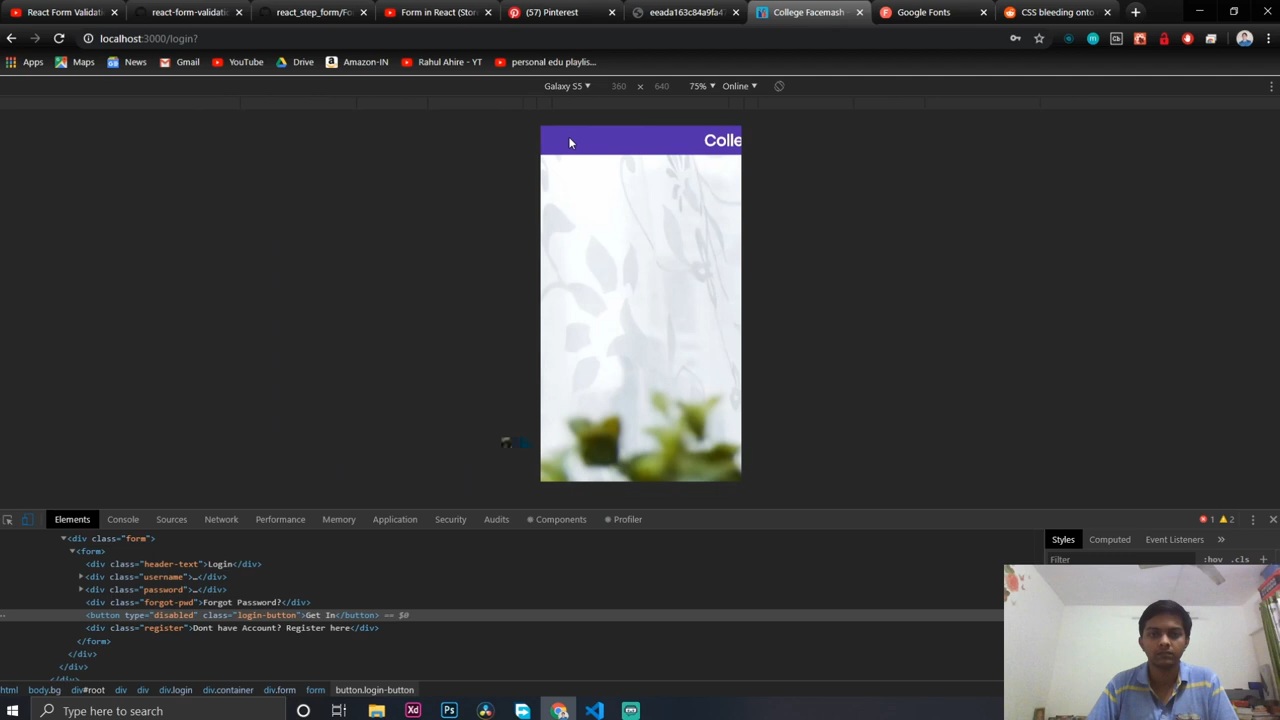 React Form Validati
react-form-validatio
react_step_form/Fo
Form in React (Stor
(57) Pinterest
eeada163c84a9fa47
College Facemash
Google Fonts
CSS bleeding onto
localhost:3000/login?
Apps
Maps
News
Gmail
YouTube
Drive
Amazon-IN
Rahul Ahire - YT
personal edu playlis...
Galaxy S5 360 × 640 75% Online
Colle
Elements Console Sources Network Performance Memory Application Security Audits Components Profiler 1 2
<div class="form">
<form>
<div class="header-text">Login</div>
<div class="username">…</div>
<div class="password">…</div>
<div class="forgot-pwd">Forgot Password?</div>
<button type="disabled" class="login-button">Get In</button> == $0
<div class="register">Dont have Account? Register here</div>
</form>
</div>
</div>
html body.bg div#root div div div.login div.container div.form form button.login-button
Styles Computed Event Listeners
Filter :hov .cls
Type here to search
Xd
Ps